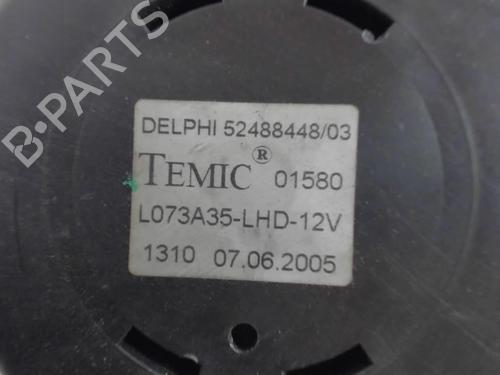 DELPHI 52488448/03
TEMIC® 01580
L073A35-LHD-12V
1310 07.06.2005
B-PARTS